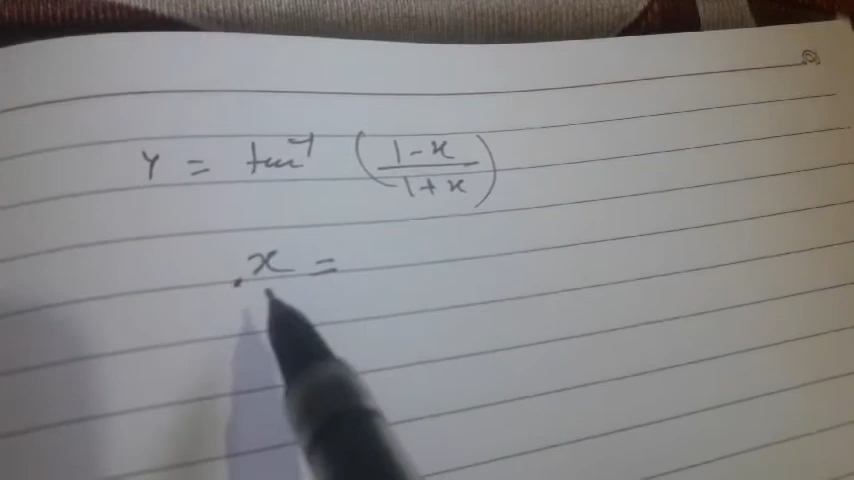 Y = tan⁻¹ (1-x/1+x)
x =